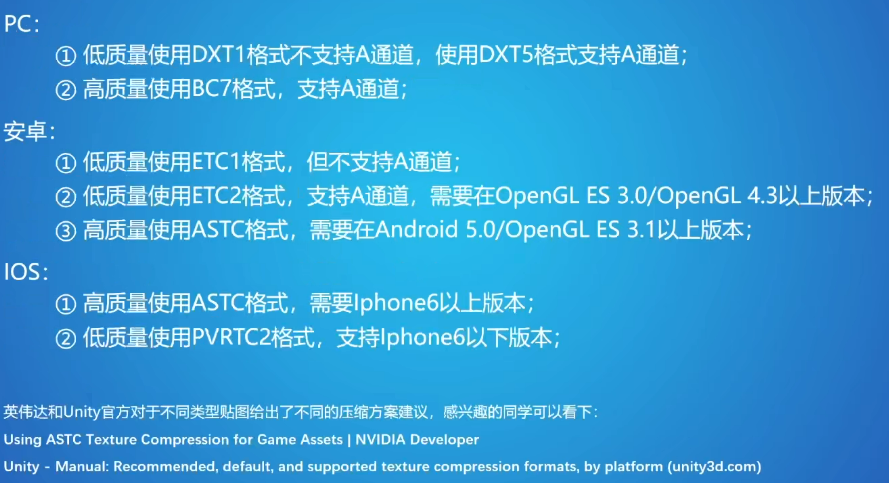 PC：
① 低质量使用DXT1格式不支持A通道，使用DXT5格式支持A通道；
② 高质量使用BC7格式，支持A通道；
安卓：
① 低质量使用ETC1格式，但不支持A通道；
② 低质量使用ETC2格式，支持A通道，需要在OpenGL ES 3.0/OpenGL 4.3以上版本；
③ 高质量使用ASTC格式，需要在Android 5.0/OpenGL ES 3.1以上版本；
IOS：
① 高质量使用ASTC格式，需要Iphone6以上版本；
② 低质量使用PVRTC2格式，支持Iphone6以下版本；
英伟达和Unity官方对于不同类型贴图给出了不同的压缩方案建议，感兴趣的同学可以看下：
Using ASTC Texture Compression for Game Assets | NVIDIA Developer
Unity - Manual: Recommended, default, and supported texture compression formats, by platform (unity3d.com)